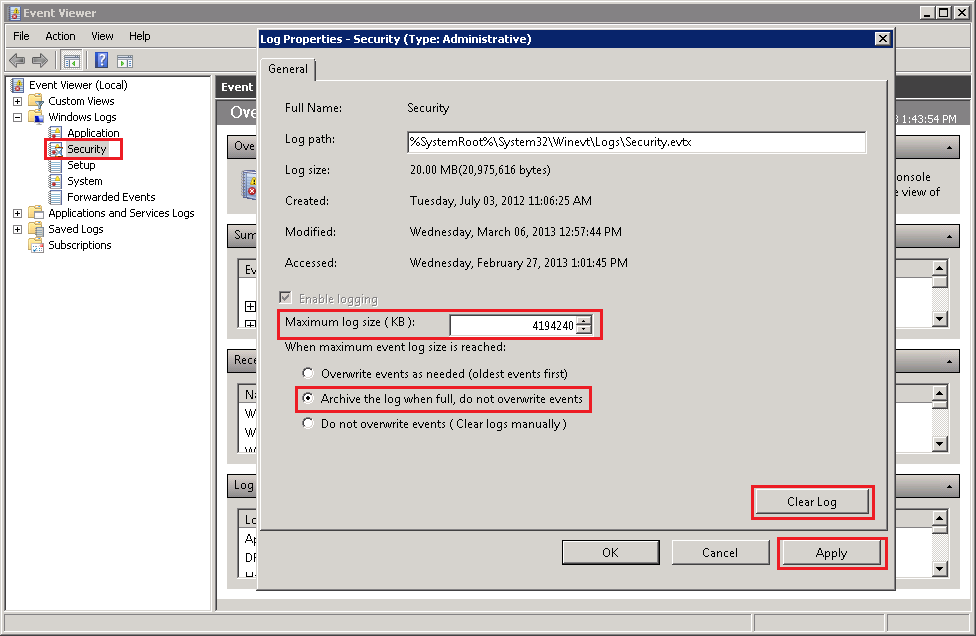 Event Viewer
File Action View Help
Event Viewer (Local)
Custom Views
Windows Logs
Application
Security
Setup
System
Forwarded Events
Applications and Services Logs
Saved Logs
Subscriptions
Event
Ove
3 1:43:54 PM
Ove
onsole
e view of
Sum
Ev
Rece
Na
W
W
W
Log
Lo
Ap
DF
Log Properties - Security (Type: Administrative)
General
Full Name: Security
Log path: %SystemRoot%\System32\Winevt\Logs\Security.evtx
Log size: 20.00 MB(20,975,616 bytes)
Created: Tuesday, July 03, 2012 11:06:25 AM
Modified: Wednesday, March 06, 2013 12:57:44 PM
Accessed: Wednesday, February 27, 2013 1:01:45 PM
Enable logging
Maximum log size ( KB ): 4194240
When maximum event log size is reached:
Overwrite events as needed (oldest events first)
Archive the log when full, do not overwrite events
Do not overwrite events ( Clear logs manually )
Clear Log
OK Cancel Apply